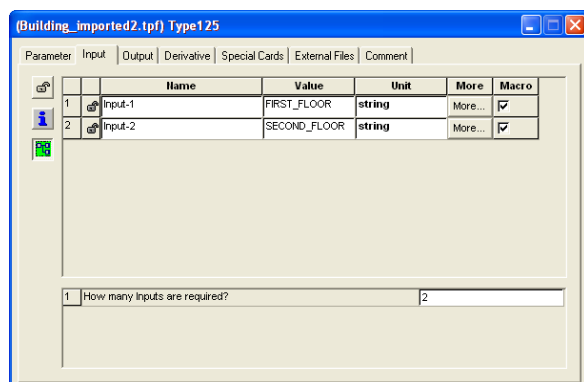 (Building_imported2.tpf) Type125
Parameter Input Output Derivative Special Cards External Files Comment
Name Value Unit More Macro
1 Input-1 FIRST_FLOOR string More...
2 Input-2 SECOND_FLOOR string More...
1 How many Inputs are required? 2